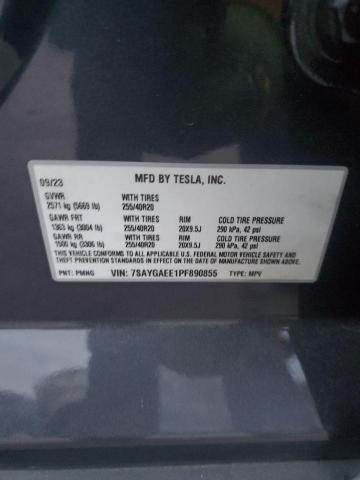 09/23 MFD BY TESLA, INC.
GVWR WITH TIRES
2571 kg (5669 lb) 255/40R20
GAWR FRT WITH TIRES RIM COLD TIRE PRESSURE
1363 kg (3004 lb) 255/40R20 20X9.5J 290 kPa, 42 psi
GAWR RR WITH TIRES RIM COLD TIRE PRESSURE
1500 kg (3306 lb) 255/40R20 20X9.5J 290 kPa, 42 psi
THIS VEHICLE CONFORMS TO ALL APPLICABLE U.S. FEDERAL MOTOR VEHICLE SAFETY AND
THEFT PREVENTION STANDARDS IN EFFECT ON THE DATE OF MANUFACTURE SHOWN ABOVE.
PNT: PMNG VIN: 7SAYGAEE1PF890855 TYPE: MPV